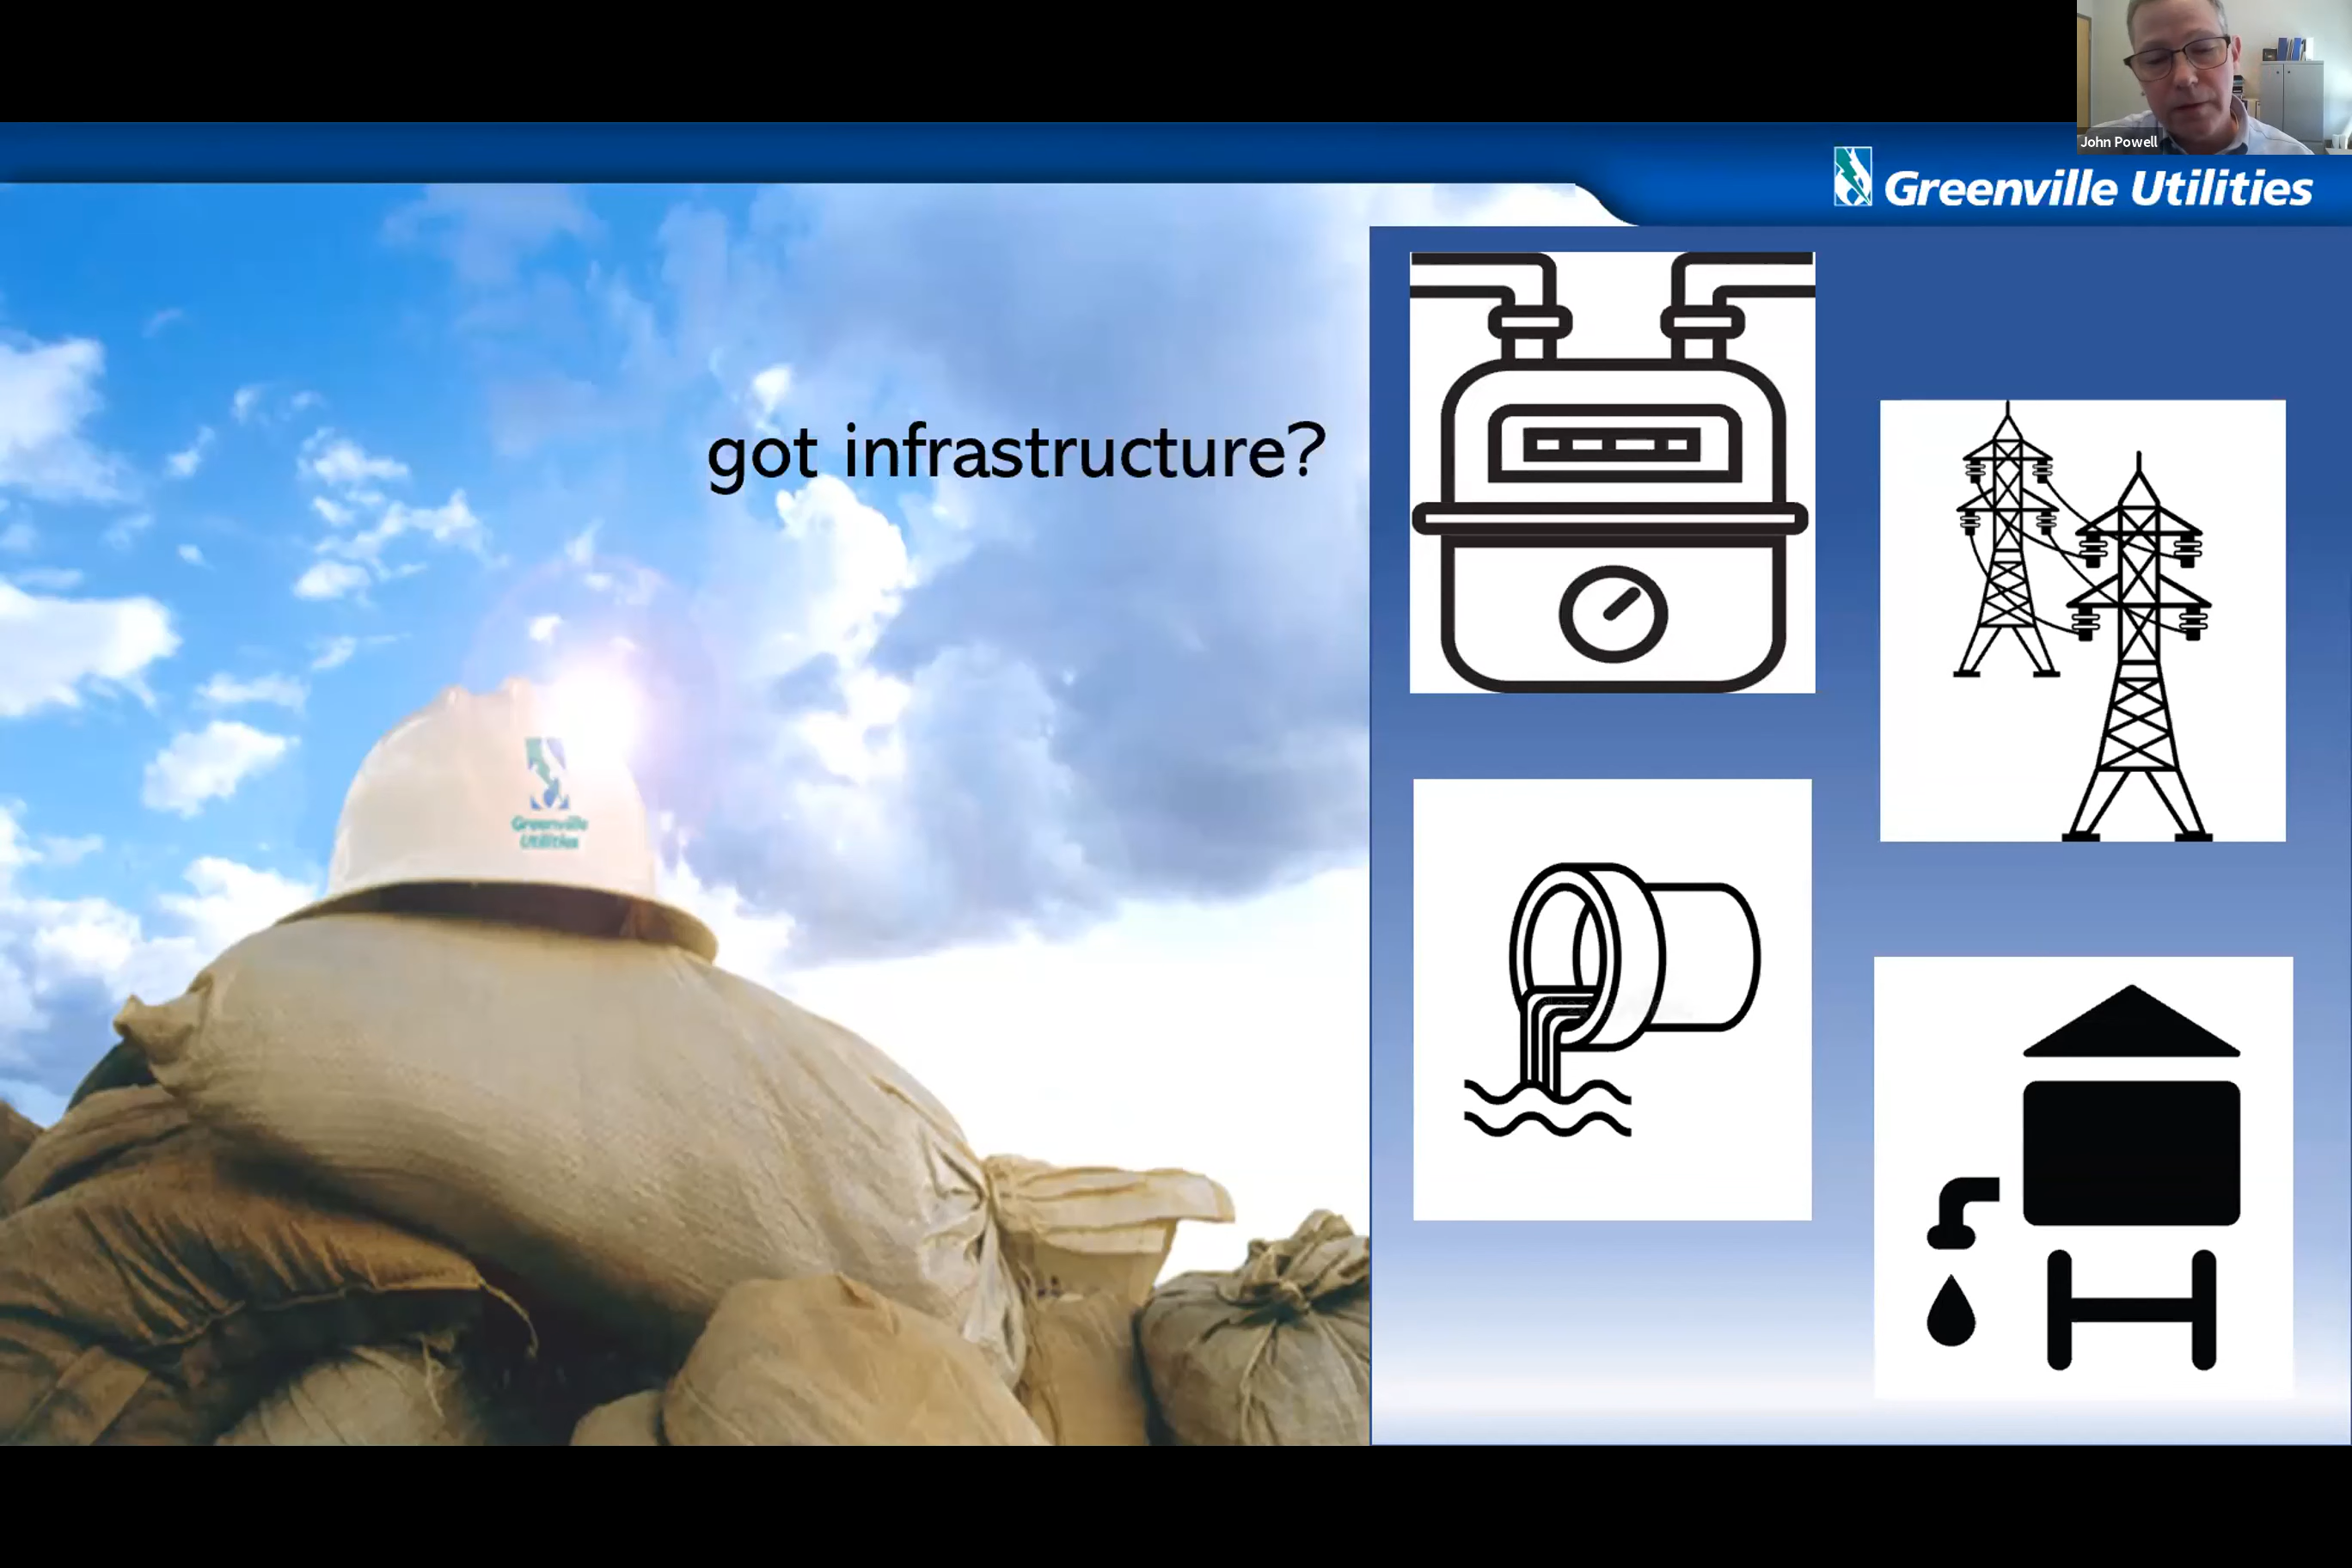 John Powell
Greenville Utilities
got infrastructure?
Greenville
Utilities